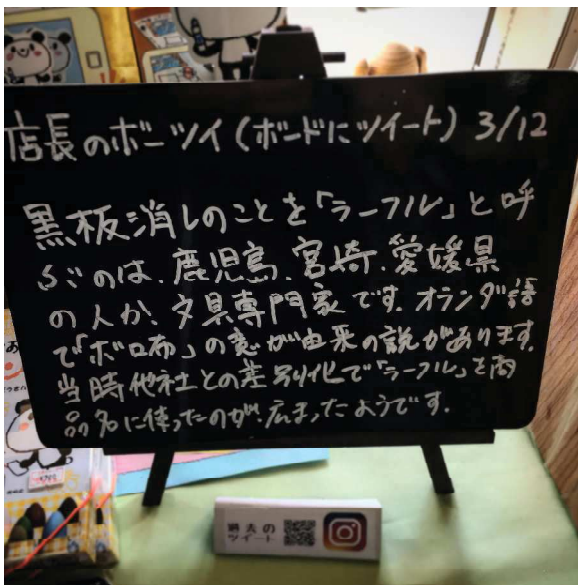 店長のボーツイ(ボードにツイート) 3/12
黒板消しのことを「ラーフル」と呼
ぶのは、鹿児島、宮崎、愛媛県
の人か、文具専門家です。オランダ語
で「ボロ布」の意が由来の説があります。
当時他社との差別化で「ラーフル」を商
品名に使ったのが、広まったようです。
過去の
ツイート